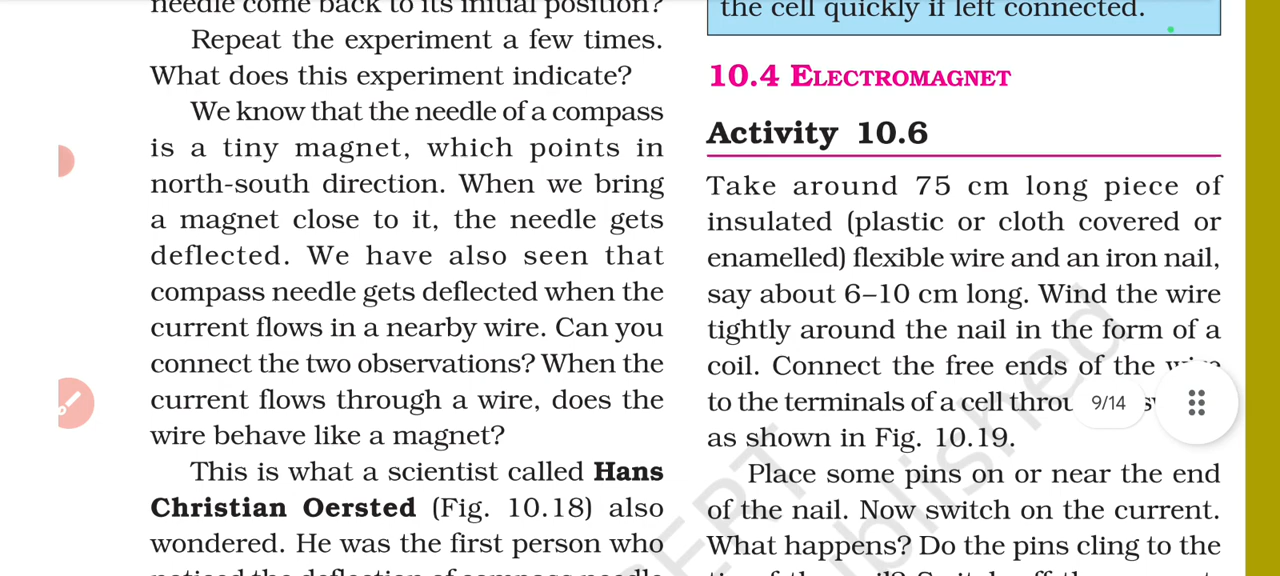 needle come back to its initial position?
Repeat the experiment a few times.
What does this experiment indicate?
We know that the needle of a compass
is a tiny magnet, which points in
north-south direction. When we bring
a magnet close to it, the needle gets
deflected. We have also seen that
compass needle gets deflected when the
current flows in a nearby wire. Can you
connect the two observations? When the
current flows through a wire, does the
wire behave like a magnet?
This is what a scientist called Hans
Christian Oersted (Fig. 10.18) also
wondered. He was the first person who
noticed the deflection of compass needle
the cell quickly if left connected.
10.4 ELECTROMAGNET
Activity 10.6
Take around 75 cm long piece of
insulated (plastic or cloth covered or
enamelled) flexible wire and an iron nail,
say about 6–10 cm long. Wind the wire
tightly around the nail in the form of a
coil. Connect the free ends of the
to the terminals of a cell
as shown in Fig. 10.19.
Place some pins on or near the end
of the nail. Now switch on the current.
What happens? Do the pins cling to the
9/14